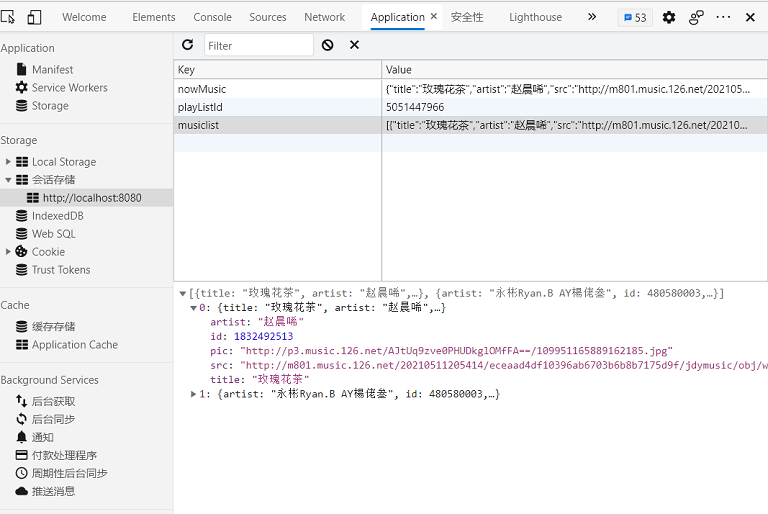 Welcome Elements Console Sources Network Application × 安全性 Lighthouse » 53 ··· ×
Application
Manifest
Service Workers
Storage
Storage
Local Storage
会话存储
http://localhost:8080
IndexedDB
Web SQL
Cookie
Trust Tokens
Cache
缓存存储
Application Cache
Background Services
后台获取
后台同步
通知
付款处理程序
周期性后台同步
推送消息
Filter
Key Value
nowMusic {"title":"玫瑰花茶","artist":"赵晨唏","src":"http://m801.music.126.net/202105...
playListId 5051447966
musiclist [{"title":"玫瑰花茶","artist":"赵晨唏","src":"http://m801.music.126.net/20210...
[{title: "玫瑰花茶", artist: "赵晨唏",…}, {artist: "永彬Ryan.B AY楊佬叁", id: 480580003,…}]
0: {title: "玫瑰花茶", artist: "赵晨唏",…}
artist: "赵晨唏"
id: 1832492513
pic: "http://p3.music.126.net/AJtUq9zve0PHUDkglOMfFA==/109951165889162185.jpg"
src: "http://m801.music.126.net/20210511205414/eceaad4df10396ab6703b6b8b7175d9f/jdymusic/obj/w
title: "玫瑰花茶"
1: {artist: "永彬Ryan.B AY楊佬叁", id: 480580003,…}